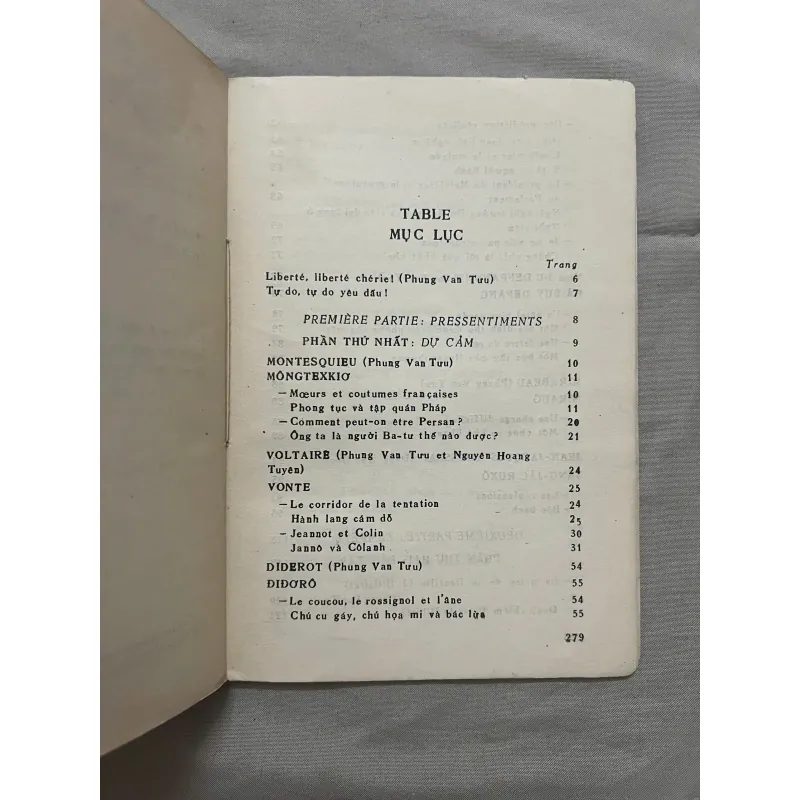 TABLE
MỤC LỤC
Trang
Liberté, liberté chérie! (Phung Van Tưu) 6
Tự do, tự do yêu dấu! 7
PREMIÈRE PARTIE: PRESSENTIMENTS 8
PHẦN THỨ NHẤT: DỰ CẢM 9
MONTESQUIEU (Phung Van Tưu) 10
MÔNGTEXKIƠ 11
—Mœurs et coutumes françaises 10
Phong tục và tập quán Pháp 11
—Comment peut-on être Persan? 20
Ông ta là người Ba-tư thế nào được? 21
VOLTAIRE (Phung Van Tưu et Nguyên Hoang
Tuyên) 24
VONTE 25
—Le corridor de la tentation 24
Hành lang cám dỗ 25
—Jeannot et Colin 30
Jannô và Côlanh 31
DIDEROT (Phung Van Tưu) 54
ĐIĐƠRÔ 55
—Le coucou, le rossignol et l'âne 54
Chú cu gáy, chú họa mi và bác lừa 55
279